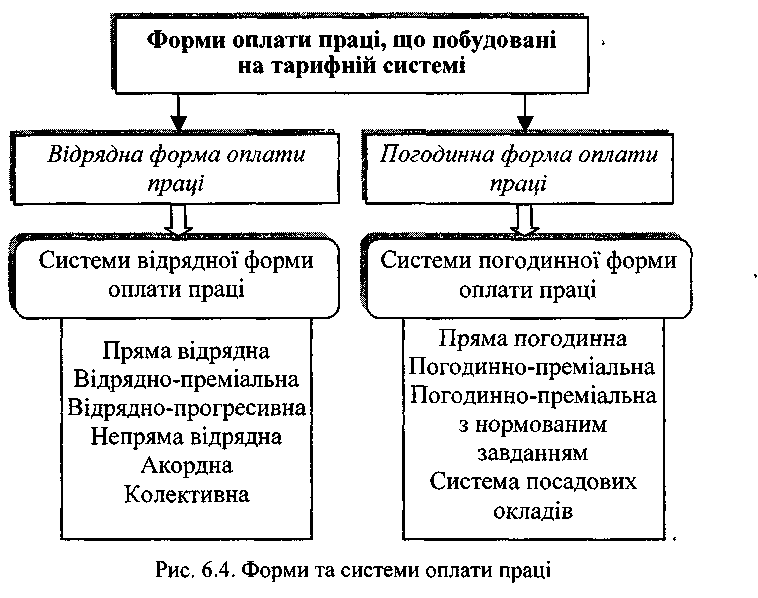 Форми оплати праці, що побудовані
на тарифній системі
Відрядна форма оплати
праці
Погодинна форма оплати
праці
Системи відрядної форми
оплати праці
Системи погодинної форми
оплати праці
Пряма відрядна
Відрядно-преміальна
Відрядно-прогресивна
Непряма відрядна
Акордна
Колективна
Пряма погодинна
Погодинно-преміальна
Погодинно-преміальна
з нормованим
завданням
Система посадових
окладів
Рис. 6.4. Форми та системи оплати праці